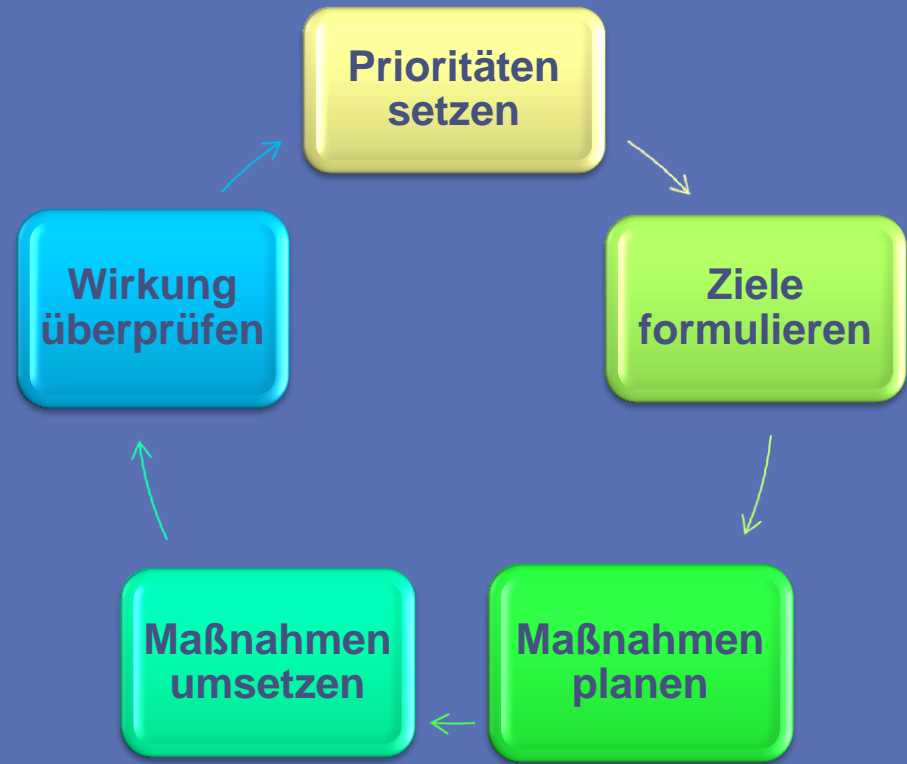 Prioritäten
setzen
Ziele
formulieren
Maßnahmen
planen
Maßnahmen
umsetzen
Wirkung
überprüfen